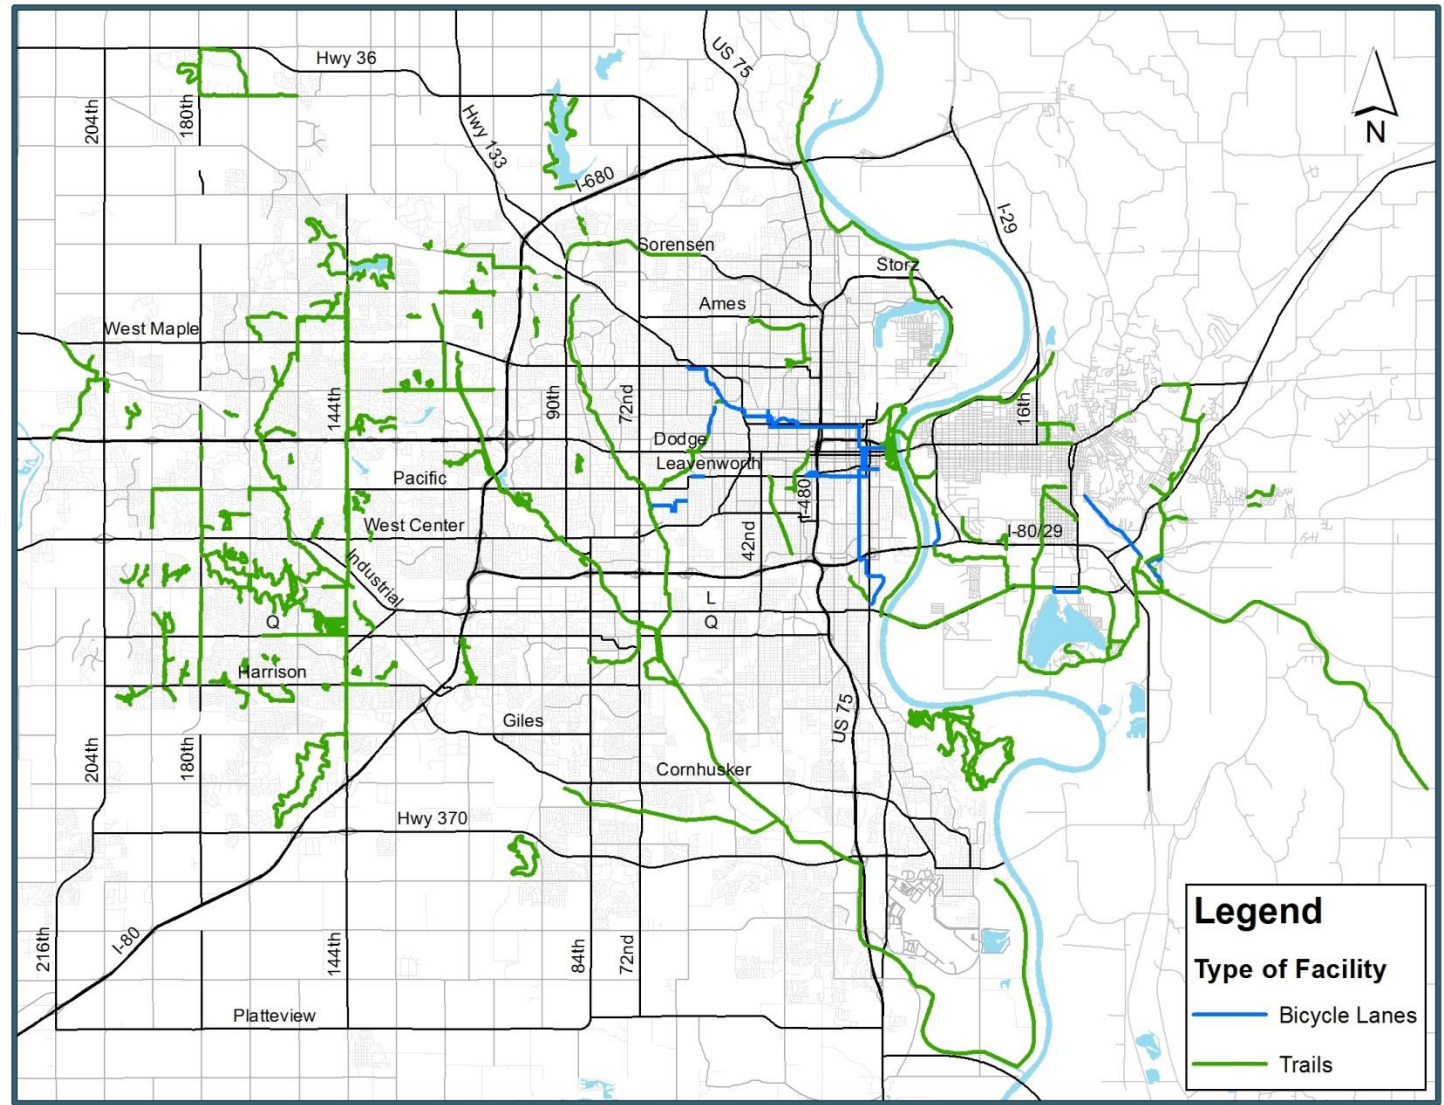 Hwy 36
US 75
204th
180th
Hwy 133
N
I-680
I-29
Sorensen
Storz
Ames
West Maple
144th
90th
72nd
16th
Dodge
Leavenworth
Pacific
I-480
West Center
42nd
I-80/29
Industrial
L
Q
Q
Harrison
US 75
Giles
204th
180th
Cornhusker
Hwy 370
216th
I-80
144th
84th
72nd
Platteview
Legend
Type of Facility
Bicycle Lanes
Trails